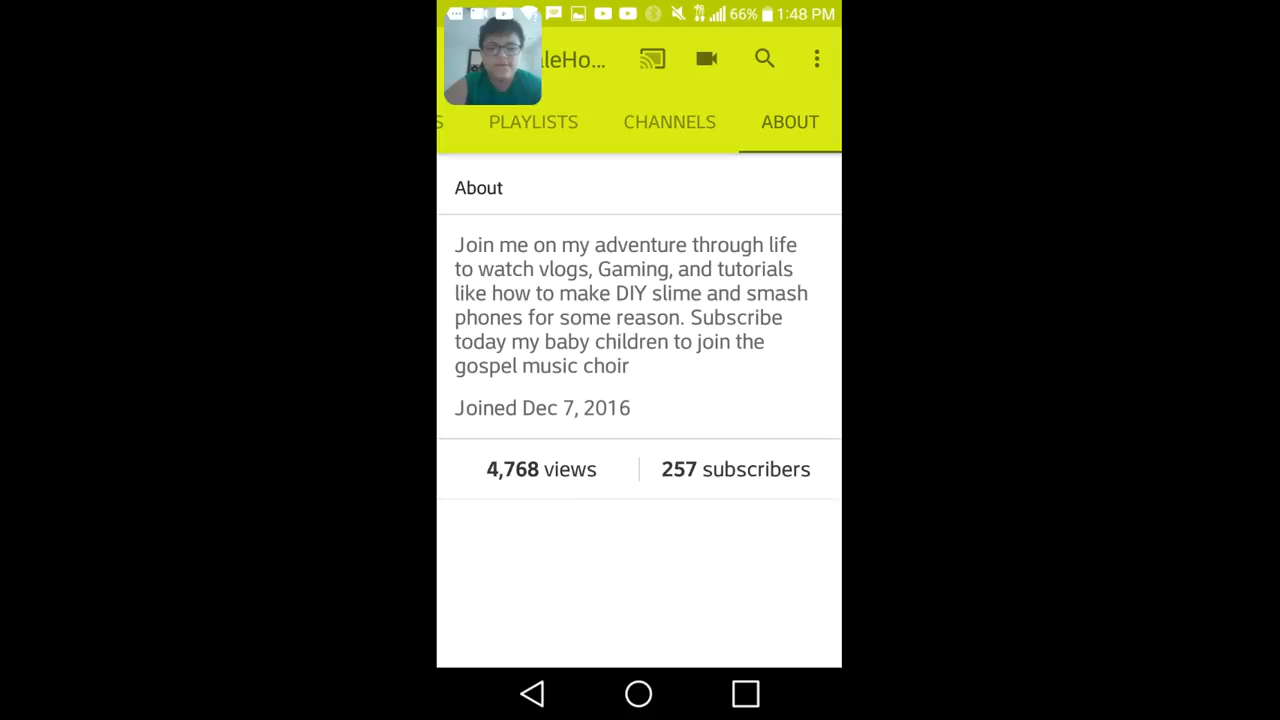 66% 1:48 PM
leHo...
S PLAYLISTS CHANNELS ABOUT
About
Join me on my adventure through life
to watch vlogs, Gaming, and tutorials
like how to make DIY slime and smash
phones for some reason. Subscribe
today my baby children to join the
gospel music choir
Joined Dec 7, 2016
4,768 views 257 subscribers